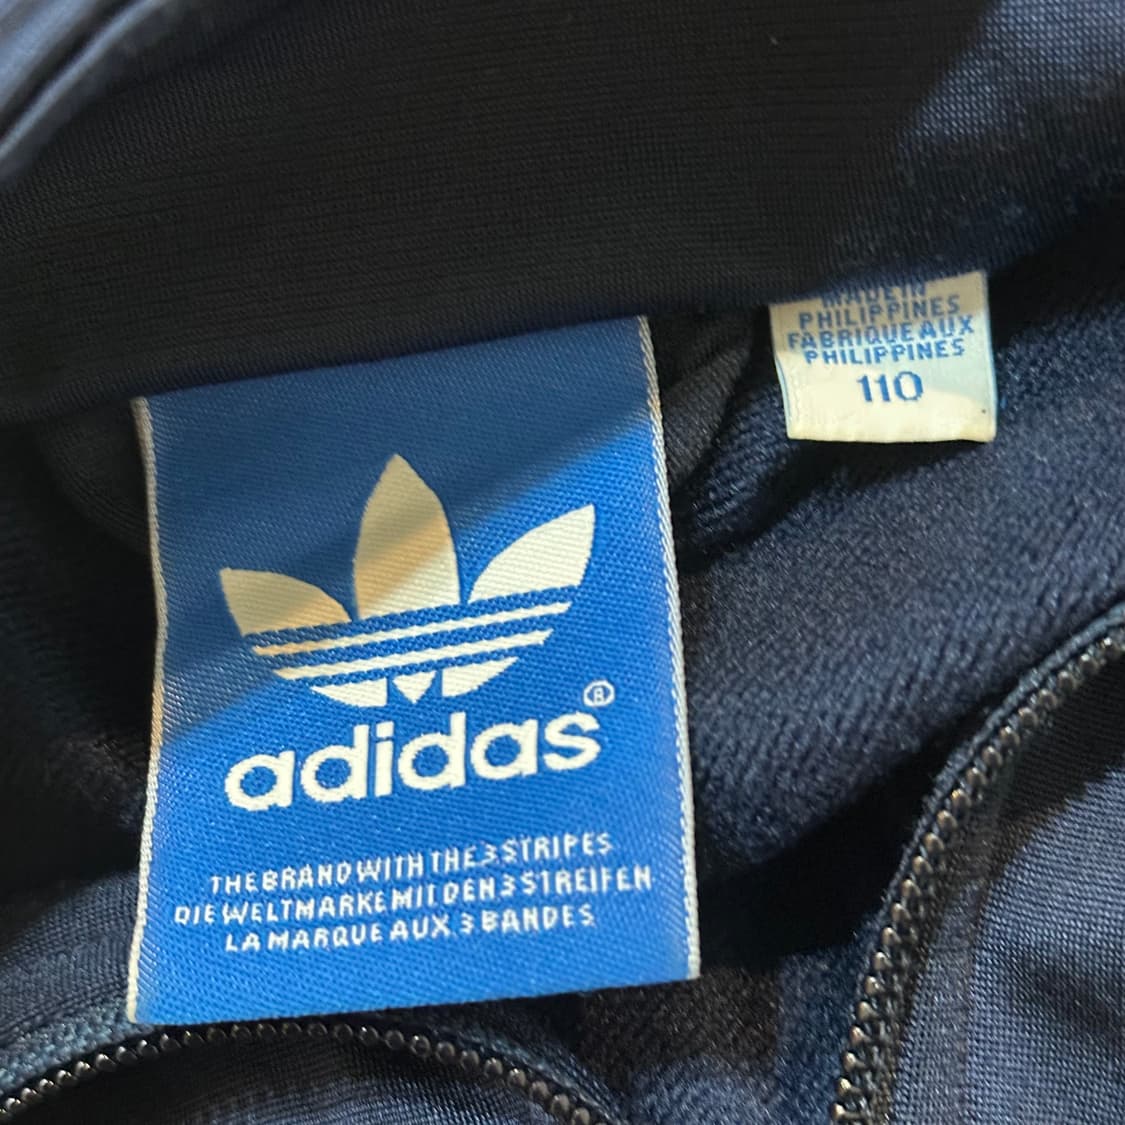 adidas®
THE BRAND WITH THE 3 STRIPES
DIE WELTMARKE MIT DEN 3 STREIFEN
LA MARQUE AUX 3 BANDES
MADE IN
PHILIPPINES
FABRIQUE AUX
PHILIPPINES
110